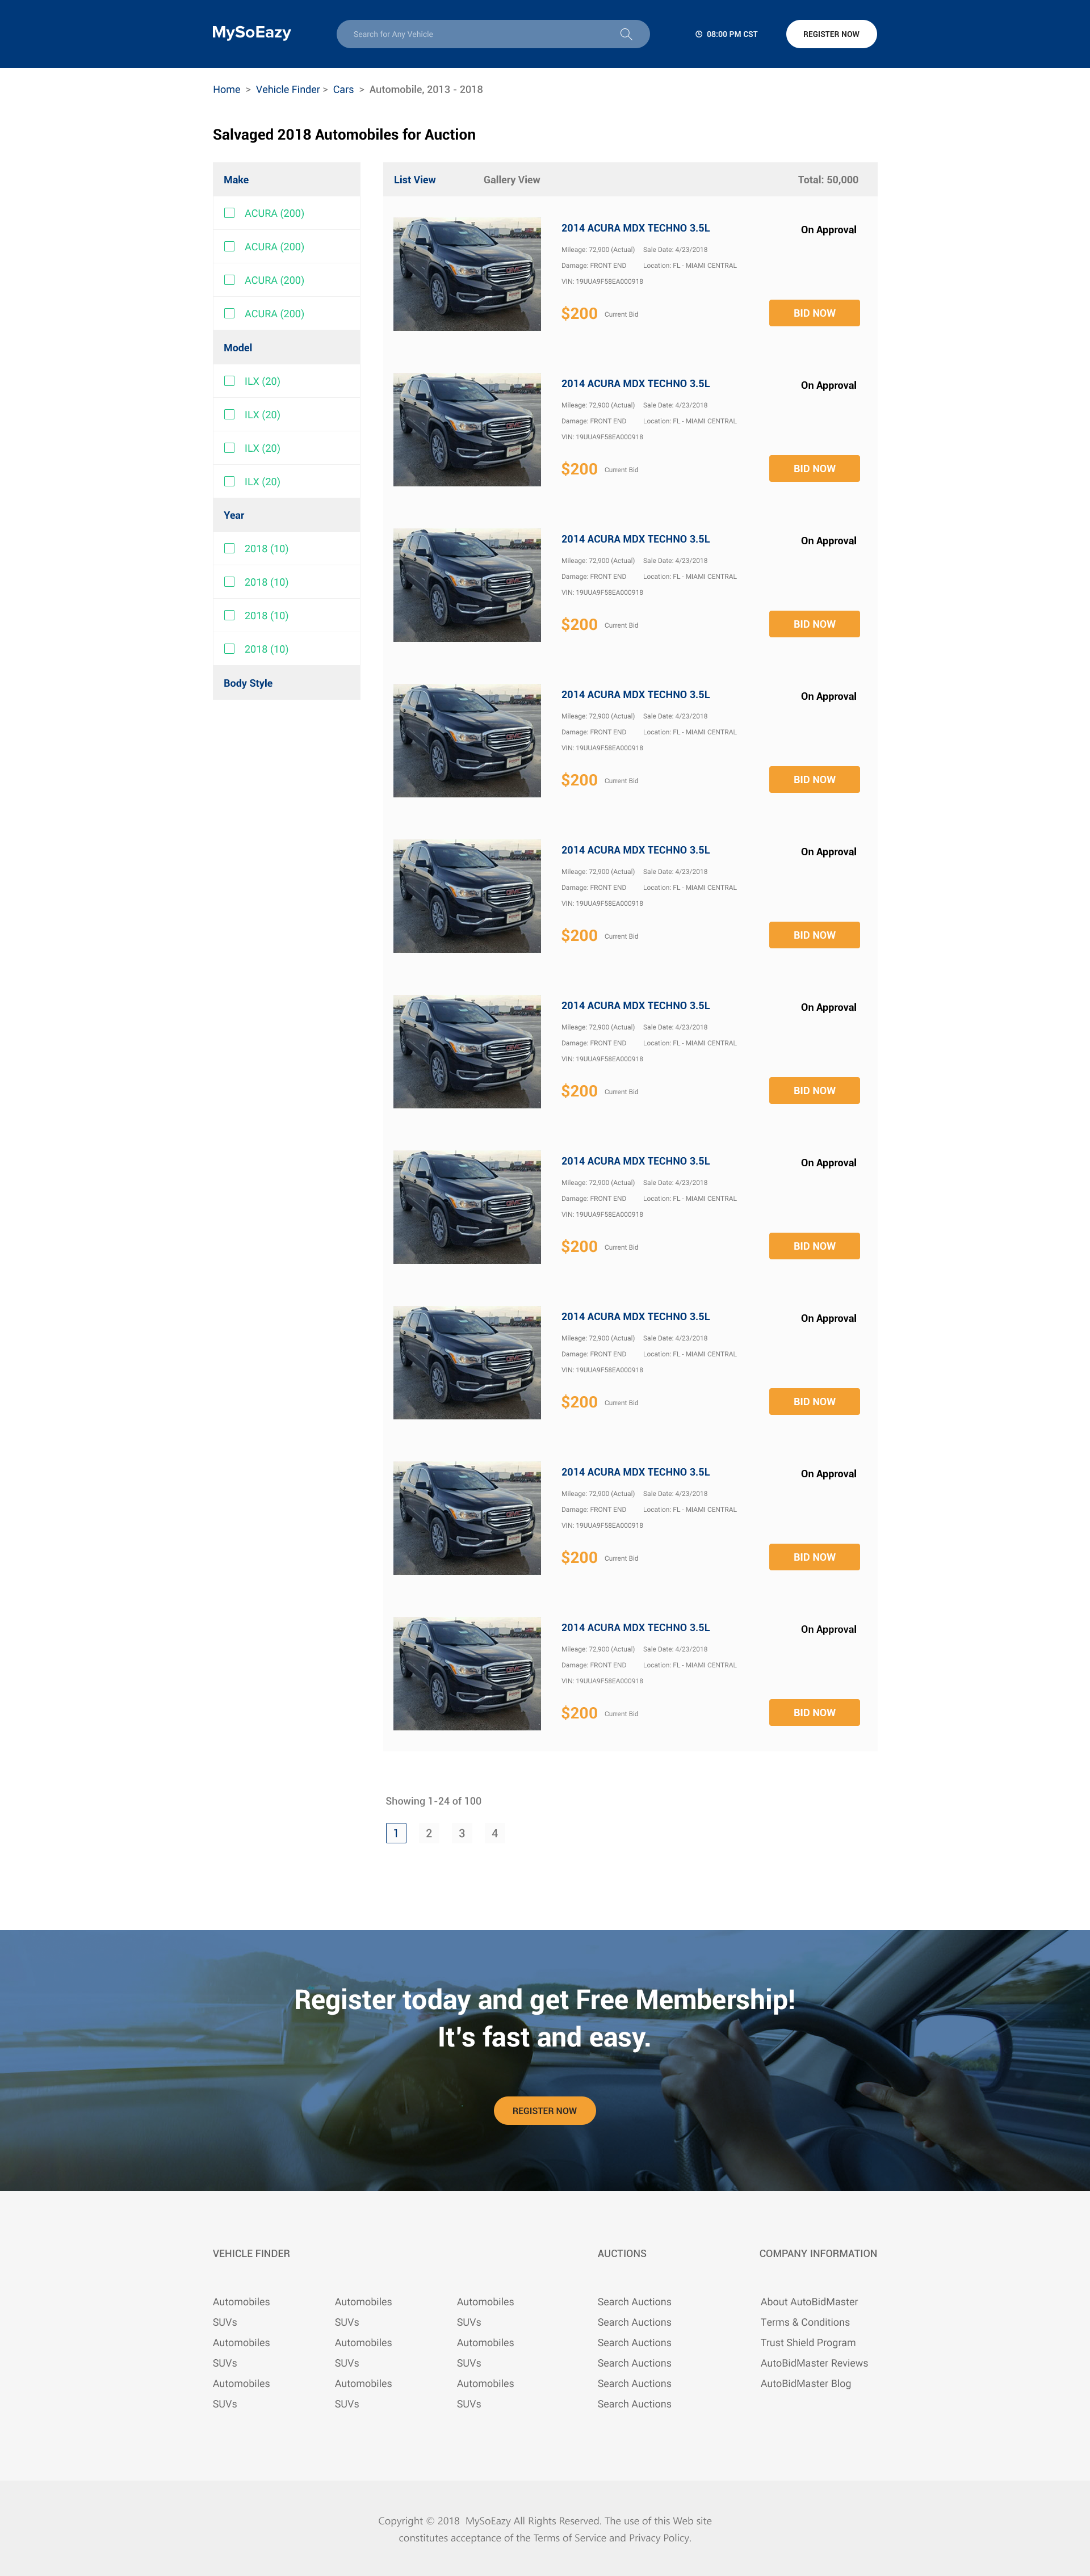 MySoEazy
Search for Any Vehicle
08:00 PM CST
REGISTER NOW
Home > Vehicle Finder > Cars > Automobile, 2013 - 2018
Salvaged 2018 Automobiles for Auction
Make
ACURA (200)
ACURA (200)
ACURA (200)
ACURA (200)
Model
ILX (20)
ILX (20)
ILX (20)
ILX (20)
Year
2018 (10)
2018 (10)
2018 (10)
2018 (10)
Body Style
List View Gallery View Total: 50,000
2014 ACURA MDX TECHNO 3.5L
On Approval
Mileage: 72,900 (Actual) Sale Date: 4/23/2018
Damage: FRONT END Location: FL - MIAMI CENTRAL
VIN: 19UUA9F58EA000918
$200 Current Bid
BID NOW
2014 ACURA MDX TECHNO 3.5L
On Approval
Mileage: 72,900 (Actual) Sale Date: 4/23/2018
Damage: FRONT END Location: FL - MIAMI CENTRAL
VIN: 19UUA9F58EA000918
$200 Current Bid
BID NOW
2014 ACURA MDX TECHNO 3.5L
On Approval
Mileage: 72,900 (Actual) Sale Date: 4/23/2018
Damage: FRONT END Location: FL - MIAMI CENTRAL
VIN: 19UUA9F58EA000918
$200 Current Bid
BID NOW
2014 ACURA MDX TECHNO 3.5L
On Approval
Mileage: 72,900 (Actual) Sale Date: 4/23/2018
Damage: FRONT END Location: FL - MIAMI CENTRAL
VIN: 19UUA9F58EA000918
$200 Current Bid
BID NOW
2014 ACURA MDX TECHNO 3.5L
On Approval
Mileage: 72,900 (Actual) Sale Date: 4/23/2018
Damage: FRONT END Location: FL - MIAMI CENTRAL
VIN: 19UUA9F58EA000918
$200 Current Bid
BID NOW
2014 ACURA MDX TECHNO 3.5L
On Approval
Mileage: 72,900 (Actual) Sale Date: 4/23/2018
Damage: FRONT END Location: FL - MIAMI CENTRAL
VIN: 19UUA9F58EA000918
$200 Current Bid
BID NOW
2014 ACURA MDX TECHNO 3.5L
On Approval
Mileage: 72,900 (Actual) Sale Date: 4/23/2018
Damage: FRONT END Location: FL - MIAMI CENTRAL
VIN: 19UUA9F58EA000918
$200 Current Bid
BID NOW
2014 ACURA MDX TECHNO 3.5L
On Approval
Mileage: 72,900 (Actual) Sale Date: 4/23/2018
Damage: FRONT END Location: FL - MIAMI CENTRAL
VIN: 19UUA9F58EA000918
$200 Current Bid
BID NOW
2014 ACURA MDX TECHNO 3.5L
On Approval
Mileage: 72,900 (Actual) Sale Date: 4/23/2018
Damage: FRONT END Location: FL - MIAMI CENTRAL
VIN: 19UUA9F58EA000918
$200 Current Bid
BID NOW
2014 ACURA MDX TECHNO 3.5L
On Approval
Mileage: 72,900 (Actual) Sale Date: 4/23/2018
Damage: FRONT END Location: FL - MIAMI CENTRAL
VIN: 19UUA9F58EA000918
$200 Current Bid
BID NOW
Showing 1-24 of 100
1 2 3 4
Register today and get Free Membership!
It's fast and easy.
REGISTER NOW
VEHICLE FINDER
Automobiles Automobiles Automobiles
SUVs SUVs SUVs
Automobiles Automobiles Automobiles
SUVs SUVs SUVs
Automobiles Automobiles Automobiles
SUVs SUVs SUVs
AUCTIONS
Search Auctions
Search Auctions
Search Auctions
Search Auctions
Search Auctions
Search Auctions
COMPANY INFORMATION
About AutoBidMaster
Terms & Conditions
Trust Shield Program
AutoBidMaster Reviews
AutoBidMaster Blog
Copyright © 2018 MySoEazy All Rights Reserved. The use of this Web site
constitutes acceptance of the Terms of Service and Privacy Policy.